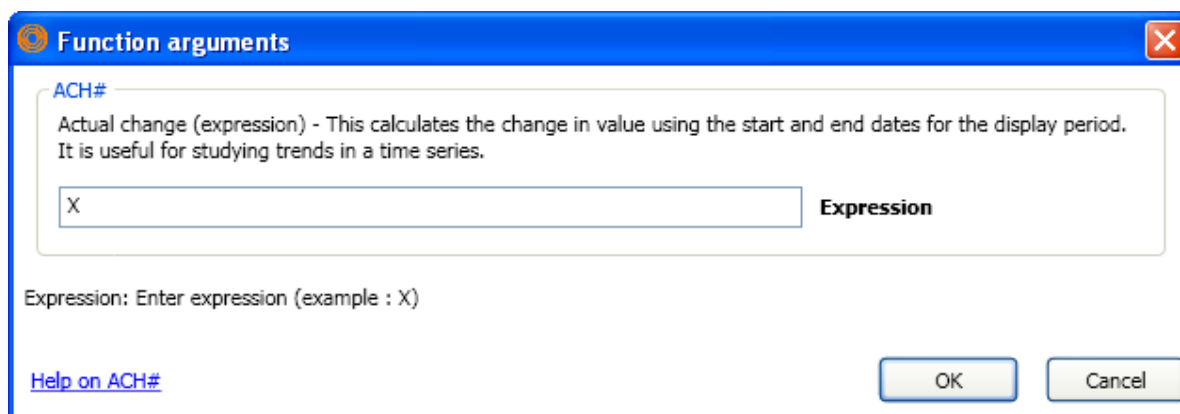 Function arguments
ACH#
Actual change (expression) - This calculates the change in value using the start and end dates for the display period.
It is useful for studying trends in a time series.
X Expression
Expression: Enter expression (example : X)
Help on ACH# OK Cancel